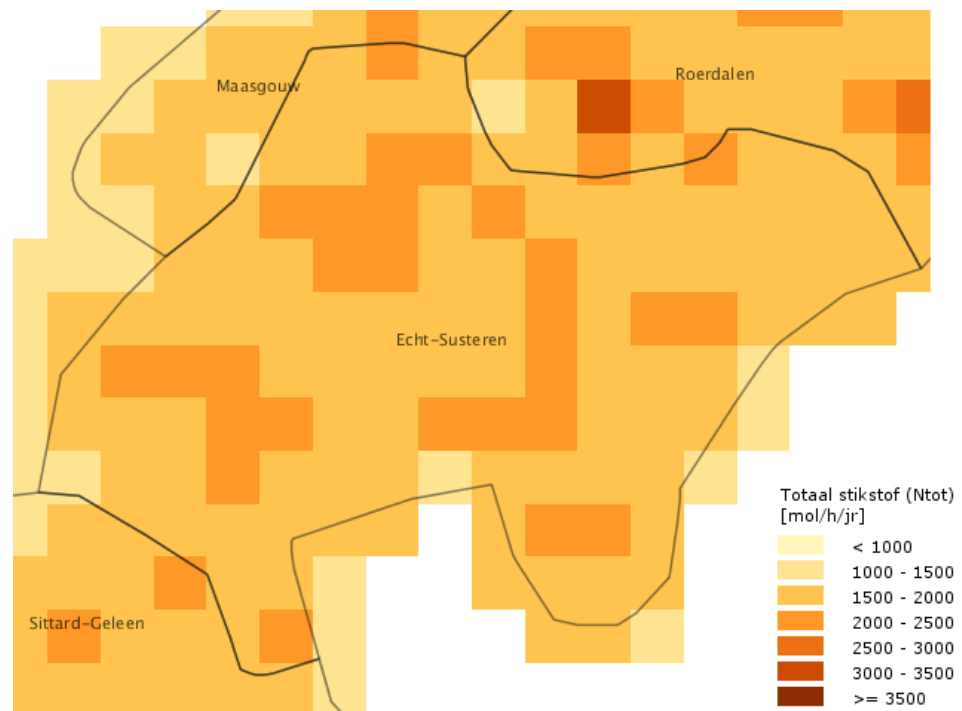 Maasgouw
Roerdalen
Echt-Susteren
Sittard-Geleen
Totaal stikstof (Ntot)
[mol/h/jr]
< 1000
1000 - 1500
1500 - 2000
2000 - 2500
2500 - 3000
3000 - 3500
>= 3500